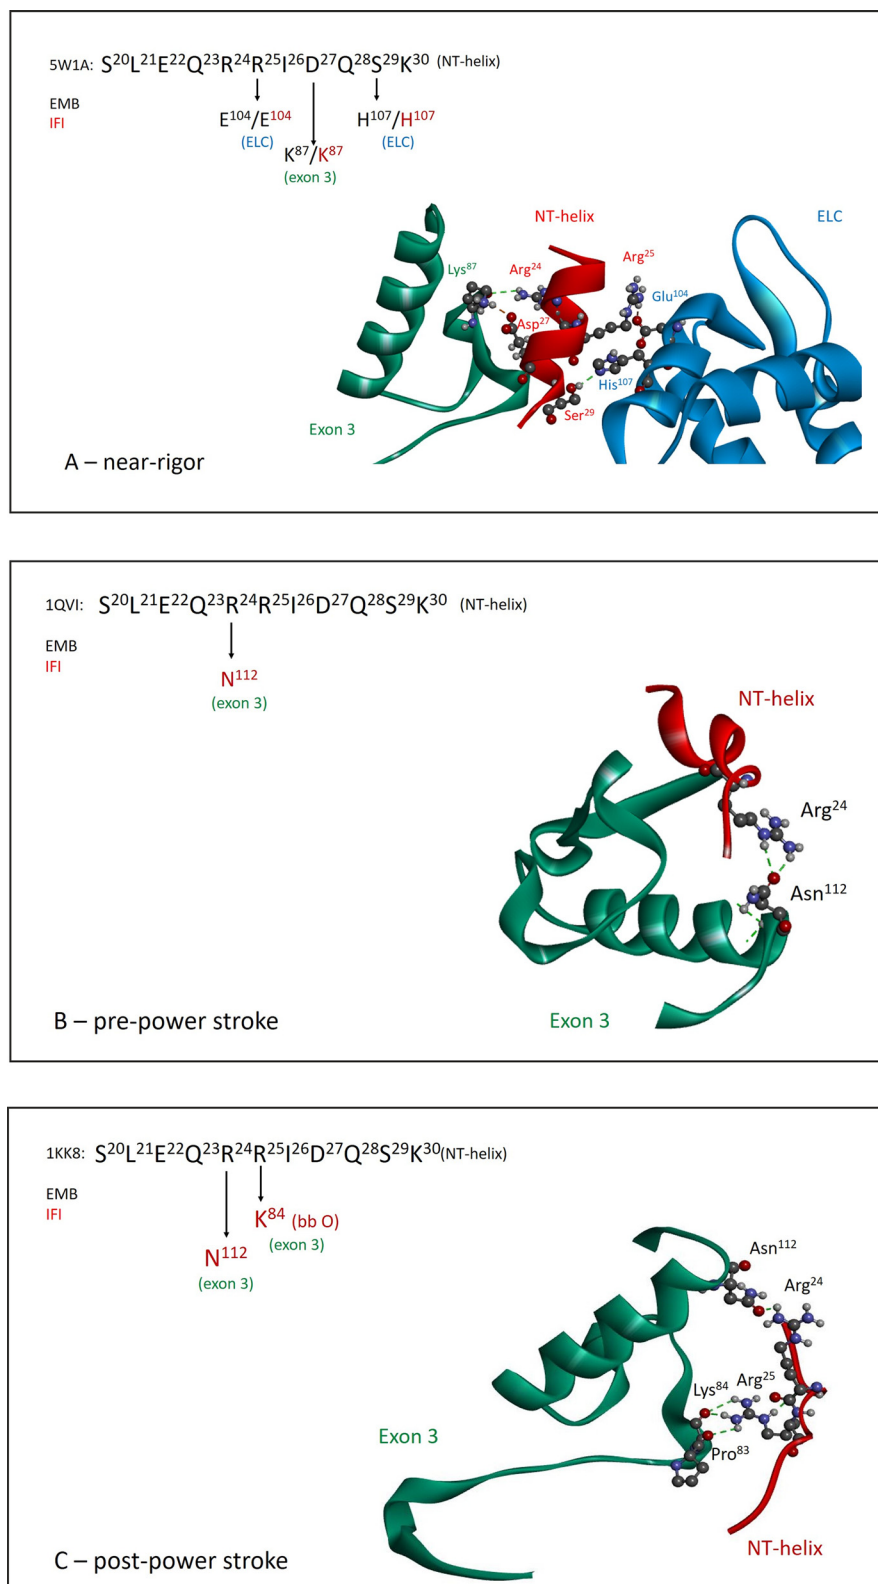 5W1A: S²⁰L²¹E²²Q²³R²⁴R²⁵I²⁶D²⁷Q²⁸S²⁹K³⁰ (NT-helix)
EMB
IFI
E¹⁰⁴/E¹⁰⁴ H¹⁰⁷/H¹⁰⁷
(ELC) (ELC)
K⁸⁷/K⁸⁷
(exon 3)
NT-helix ELC
Lys⁸⁷ Arg²⁴ Arg²⁵
Glu¹⁰⁴
Asp²⁷
His¹⁰⁷
Ser²⁹
Exon 3
A – near-rigor
1QVI: S²⁰L²¹E²²Q²³R²⁴R²⁵I²⁶D²⁷Q²⁸S²⁹K³⁰ (NT-helix)
EMB
IFI
N¹¹²
(exon 3)
NT-helix
Arg²⁴
Asn¹¹²
Exon 3
B – pre-power stroke
1KK8: S²⁰L²¹E²²Q²³R²⁴R²⁵I²⁶D²⁷Q²⁸S²⁹K³⁰(NT-helix)
EMB
IFI
K⁸⁴ (bb O)
(exon 3)
N¹¹²
(exon 3)
Asn¹¹²
Arg²⁴
Arg²⁵
Lys⁸⁴
Pro⁸³
Exon 3
NT-helix
C – post-power stroke